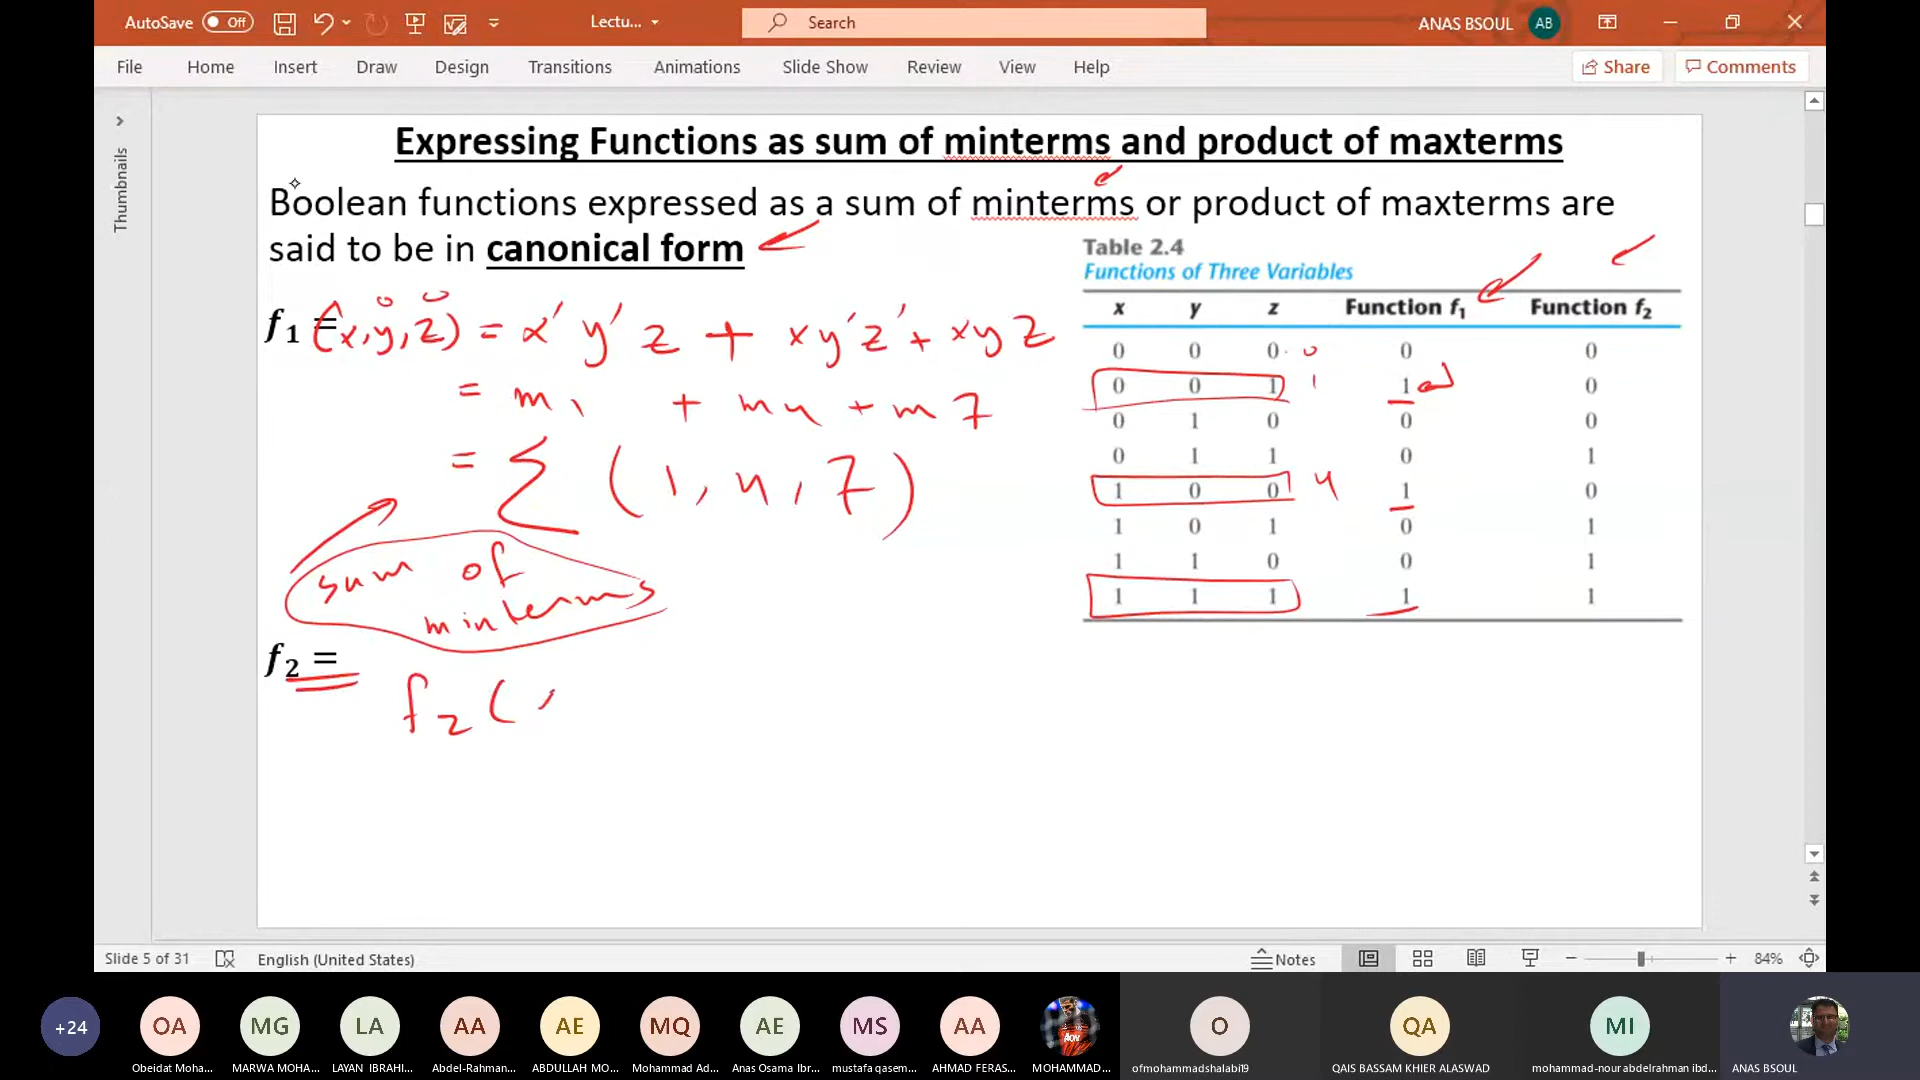 AutoSave Off Lectu... Search ANAS BSOUL AB
File Home Insert Draw Design Transitions Animations Slide Show Review View Help Share Comments
Thumbnails
Expressing Functions as sum of minterms and product of maxterms
Boolean functions expressed as a sum of minterms or product of maxterms are
said to be in canonical form
f₁ = (x,y,z) = x'y'z + xy'z' + xyz
= m1 + m4 + m7
= Σ (1, 4, 7)
sum of
minterms
f₂ =
f₂ (
Table 2.4
Functions of Three Variables
x y z Function f₁ Function f₂
0 0 0 0 0 0
0 0 1 1 1 0
0 1 0 0 0
0 1 1 0 1
1 0 0 4 1 0
1 0 1 0 1
1 1 0 0 1
1 1 1 1 1
Slide 5 of 31 English (United States) Notes 84%
+24 OA MG LA AA AE MQ AE MS AA O QA MI
Obeidat Moha... MARWA MOHA... LAYAN IBRAHI... Abdel-Rahman... ABDULLAH MO... Mohammad Ad... Anas Osama Ibr... mustafa qasem... AHMAD FERAS... MOHAMMAD... ofmohammadshalabi19 QAIS BASSAM KHIER ALASWAD mohammad-nour abdelrahman ibd... ANAS BSOUL